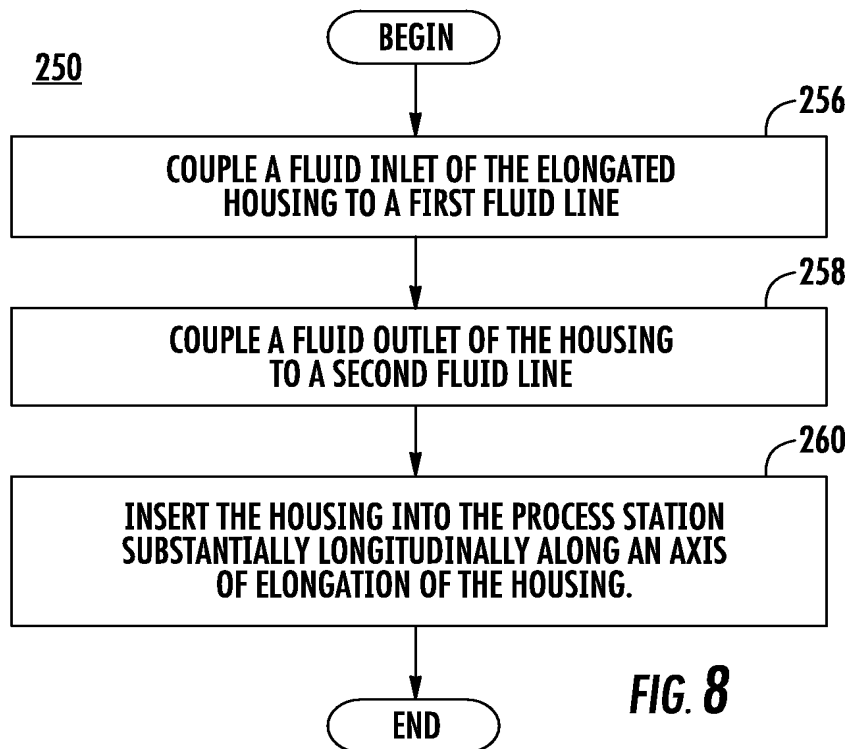 BEGIN
250
256
COUPLE A FLUID INLET OF THE ELONGATED
HOUSING TO A FIRST FLUID LINE
258
COUPLE A FLUID OUTLET OF THE HOUSING
TO A SECOND FLUID LINE
260
INSERT THE HOUSING INTO THE PROCESS STATION
SUBSTANTIALLY LONGITUDINALLY ALONG AN AXIS
OF ELONGATION OF THE HOUSING.
END
FIG. 8